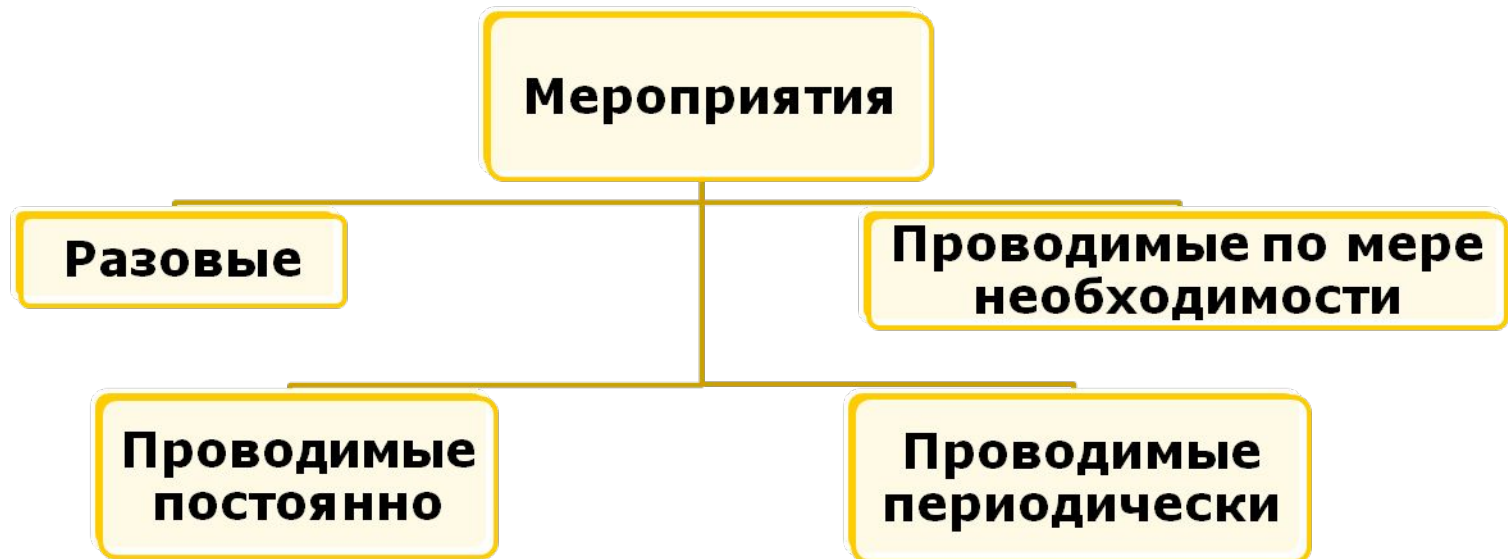 Мероприятия
Разовые
Проводимые по мере
необходимости
Проводимые
постоянно
Проводимые
периодически